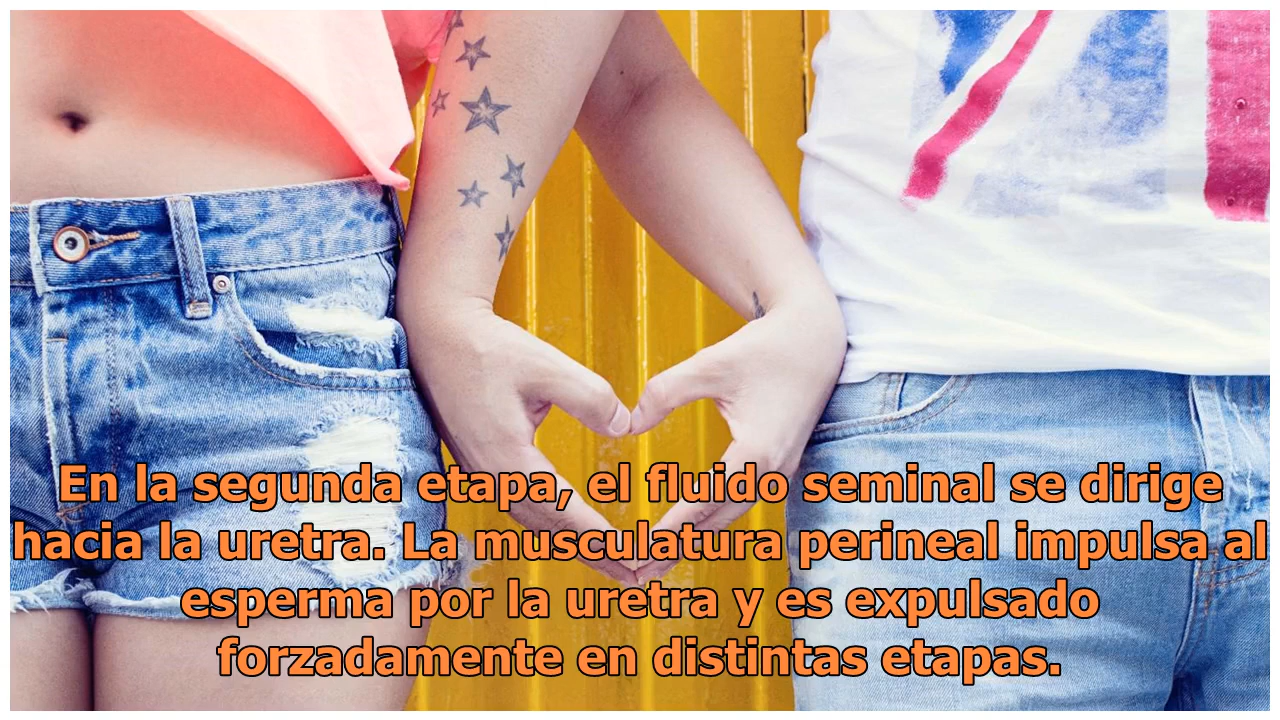 En la segunda etapa, el fluido seminal se dirige
hacia la uretra. La musculatura perineal impulsa al
esperma por la uretra y es expulsado
forzadamente en distintas etapas.